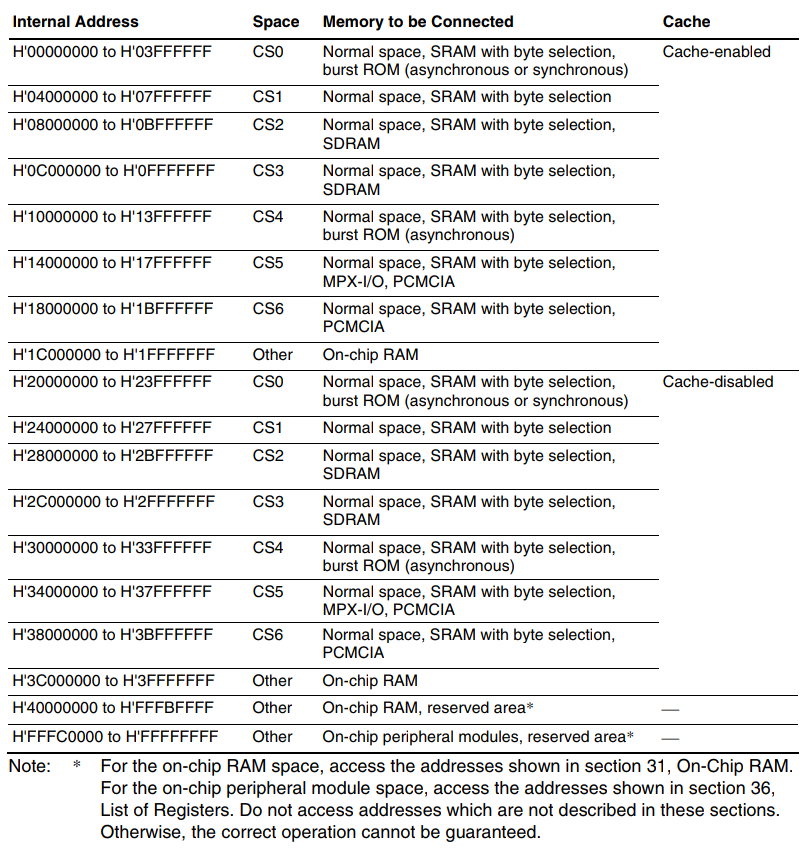 Internal Address Space Memory to be Connected Cache
H'00000000 to H'03FFFFFF CS0 Normal space, SRAM with byte selection, Cache-enabled
burst ROM (asynchronous or synchronous)
H'04000000 to H'07FFFFFF CS1 Normal space, SRAM with byte selection
H'08000000 to H'0BFFFFFF CS2 Normal space, SRAM with byte selection,
SDRAM
H'0C000000 to H'0FFFFFFF CS3 Normal space, SRAM with byte selection,
SDRAM
H'10000000 to H'13FFFFFF CS4 Normal space, SRAM with byte selection,
burst ROM (asynchronous)
H'14000000 to H'17FFFFFF CS5 Normal space, SRAM with byte selection,
MPX-I/O, PCMCIA
H'18000000 to H'1BFFFFFF CS6 Normal space, SRAM with byte selection,
PCMCIA
H'1C000000 to H'1FFFFFFF Other On-chip RAM
H'20000000 to H'23FFFFFF CS0 Normal space, SRAM with byte selection, Cache-disabled
burst ROM (asynchronous or synchronous)
H'24000000 to H'27FFFFFF CS1 Normal space, SRAM with byte selection
H'28000000 to H'2BFFFFFF CS2 Normal space, SRAM with byte selection,
SDRAM
H'2C000000 to H'2FFFFFFF CS3 Normal space, SRAM with byte selection,
SDRAM
H'30000000 to H'33FFFFFF CS4 Normal space, SRAM with byte selection,
burst ROM (asynchronous)
H'34000000 to H'37FFFFFF CS5 Normal space, SRAM with byte selection,
MPX-I/O, PCMCIA
H'38000000 to H'3BFFFFFF CS6 Normal space, SRAM with byte selection,
PCMCIA
H'3C000000 to H'3FFFFFFF Other On-chip RAM
H'40000000 to H'FFFBFFFF Other On-chip RAM, reserved area* —
H'FFFC0000 to H'FFFFFFFF Other On-chip peripheral modules, reserved area* —
Note: * For the on-chip RAM space, access the addresses shown in section 31, On-Chip RAM.
For the on-chip peripheral module space, access the addresses shown in section 36,
List of Registers. Do not access addresses which are not described in these sections.
Otherwise, the correct operation cannot be guaranteed.